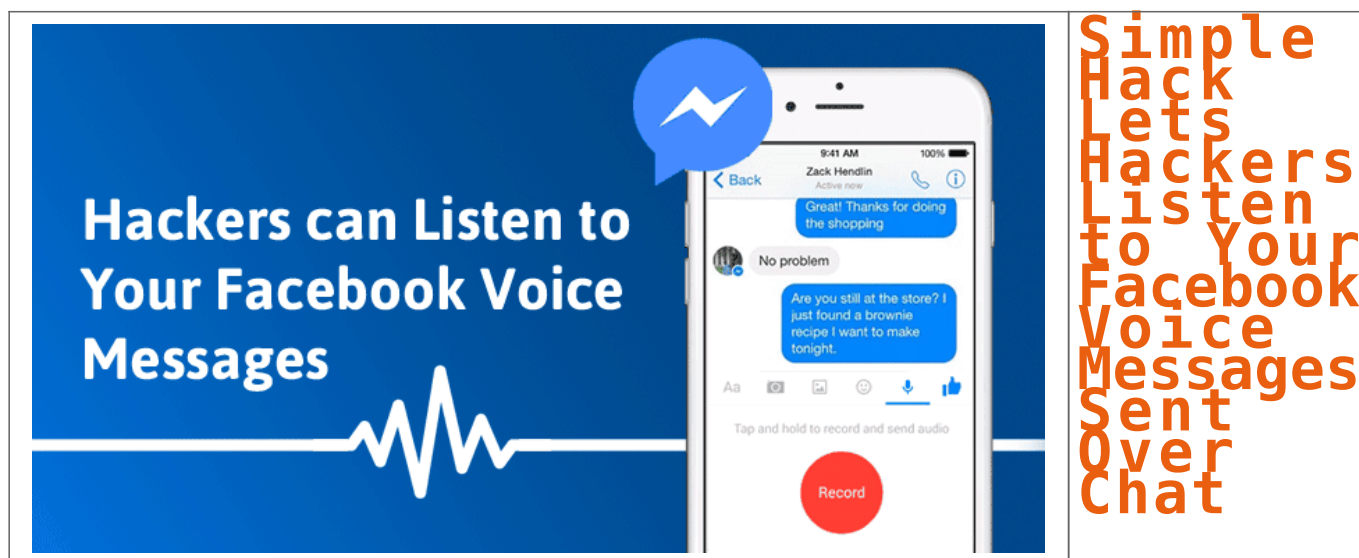 Hackers can Listen to
Your Facebook Voice
Messages
9:41 AM
100%
Back
Zack Hendlin
Active now
Great! Thanks for doing
the shopping
No problem
Are you still at the store? I
just found a brownie
recipe I want to make
tonight.
Aa
Tap and hold to record and send audio
Record
Simple
Hack
Lets
Hackers
Listen
to Your
Facebook
Voice
Messages
Sent
Over
Chat